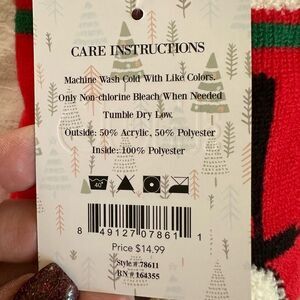 CARE INSTRUCTIONS
Machine Wash Cold With Like Colors.
Only Non-chlorine Bleach When Needed
Tumble Dry Low.
Outside: 50% Acrylic, 50% Polyester
Inside: 100% Polyester
40°
8 49127 07861 1
Price $14.99
Style # 78611
RN # 164355